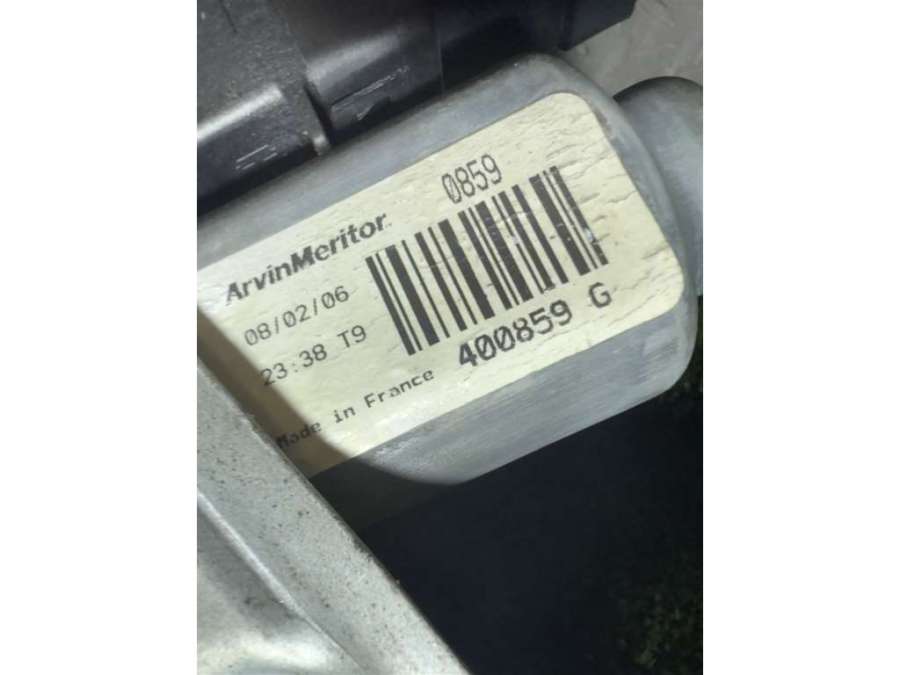 0859
ArvinMeritor
08/02/06
23:38 T9
400859 G
Made in France